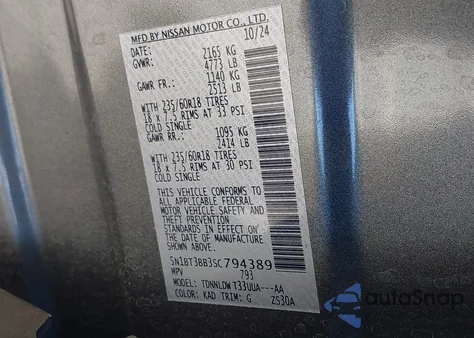 MFD BY NISSAN MOTOR CO., LTD.
DATE: 10/24
GVWR: 2165 KG
4773 LB
GAWR FR.: 1140 KG
2513 LB
WITH 235/60R18 TIRES
18 x 7.5 RIMS AT 33 PSI
COLD SINGLE
GAWR RR.: 1095 KG
2414 LB
WITH 235/60R18 TIRES
18 x 7.5 RIMS AT 30 PSI
COLD SINGLE
THIS VEHICLE CONFORMS TO
ALL APPLICABLE FEDERAL
MOTOR VEHICLE SAFETY AND
THEFT PREVENTION
STANDARDS IN EFFECT ON
THE DATE OF MANUFACTURE
SHOWN ABOVE.
5N1BT3BB3SC794389
MPV 793
TYPE: TDNNLDWT33UUA---AA
COLOR: KAD TRIM: G ZS30A
autoSnap